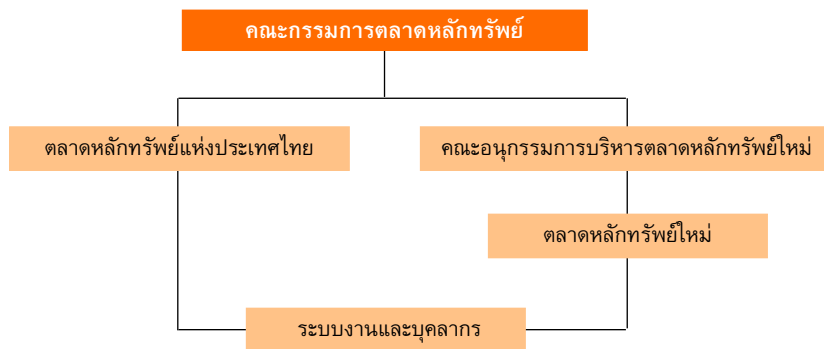 คณะกรรมการตลาดหลักทรัพย์
ตลาดหลักทรัพย์แห่งประเทศไทย
คณะอนุกรรมการบริหารตลาดหลักทรัพย์ใหม่
ตลาดหลักทรัพย์ใหม่
ระบบงานและบุคลากร